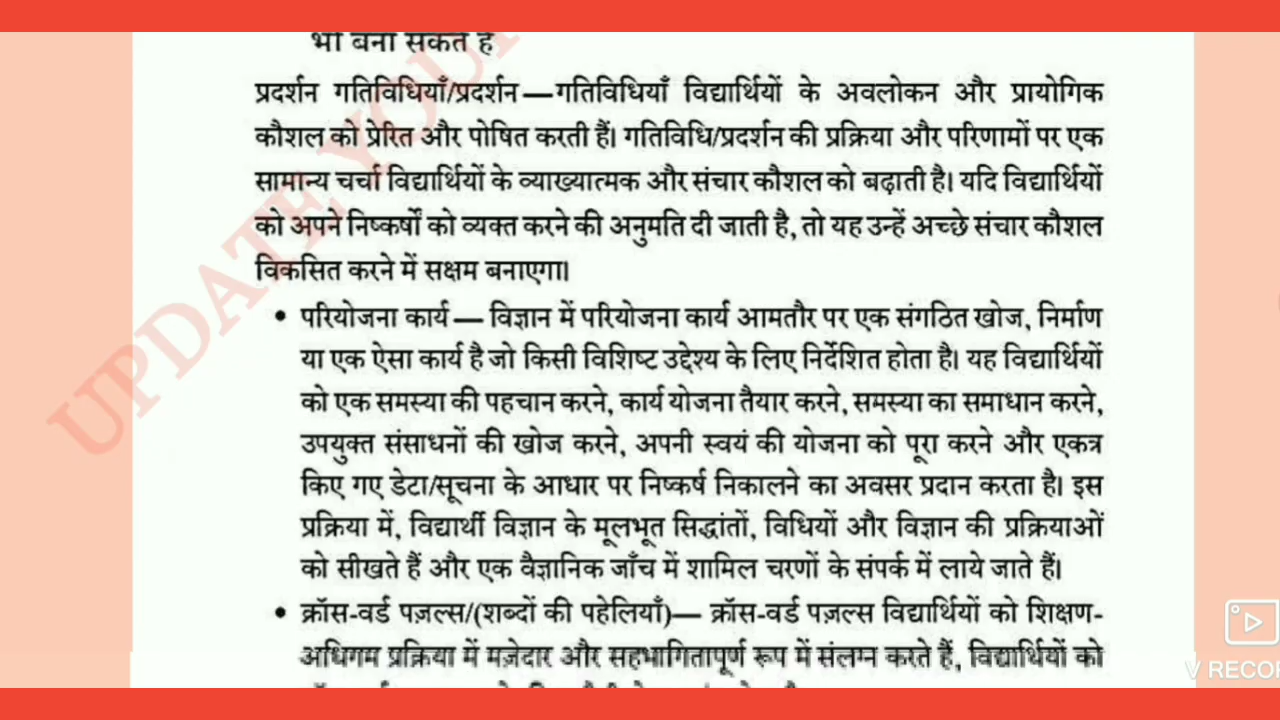 भी बना सकते हैं
प्रदर्शन गतिविधियाँ/प्रदर्शन—गतिविधियाँ विद्यार्थियों के अवलोकन और प्रायोगिक
कौशल को प्रेरित और पोषित करती हैं। गतिविधि/प्रदर्शन की प्रक्रिया और परिणामों पर एक
सामान्य चर्चा विद्यार्थियों के व्याख्यात्मक और संचार कौशल को बढ़ाती है। यदि विद्यार्थियों
को अपने निष्कर्षों को व्यक्त करने की अनुमति दी जाती है, तो यह उन्हें अच्छे संचार कौशल
विकसित करने में सक्षम बनाएगा।
• परियोजना कार्य— विज्ञान में परियोजना कार्य आमतौर पर एक संगठित खोज, निर्माण
या एक ऐसा कार्य है जो किसी विशिष्ट उद्देश्य के लिए निर्देशित होता है। यह विद्यार्थियों
को एक समस्या की पहचान करने, कार्य योजना तैयार करने, समस्या का समाधान करने,
उपयुक्त संसाधनों की खोज करने, अपनी स्वयं की योजना को पूरा करने और एकत्र
किए गए डेटा/सूचना के आधार पर निष्कर्ष निकालने का अवसर प्रदान करता है। इस
प्रक्रिया में, विद्यार्थी विज्ञान के मूलभूत सिद्धांतों, विधियों और विज्ञान की प्रक्रियाओं
को सीखते हैं और एक वैज्ञानिक जाँच में शामिल चरणों के संपर्क में लाये जाते हैं।
• क्रॉस-वर्ड पज़ल्स/(शब्दों की पहेलियाँ)— क्रॉस-वर्ड पज़ल्स विद्यार्थियों को शिक्षण-
अधिगम प्रक्रिया में मज़ेदार और सहभागितापूर्ण रूप में संलग्न करते हैं, विद्यार्थियों को
UPDATE YOU
V RECOR